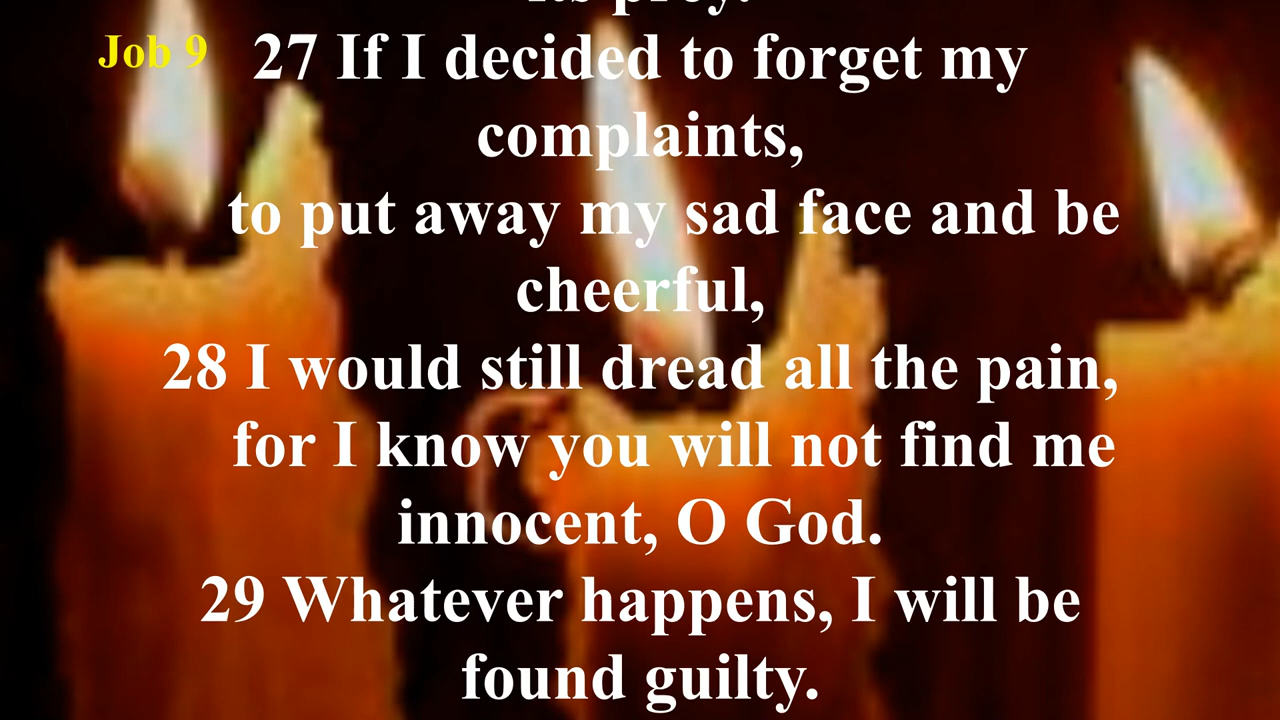 its prey.
Job 9
27 If I decided to forget my
complaints,
to put away my sad face and be
cheerful,
28 I would still dread all the pain,
for I know you will not find me
innocent, O God.
29 Whatever happens, I will be
found guilty.